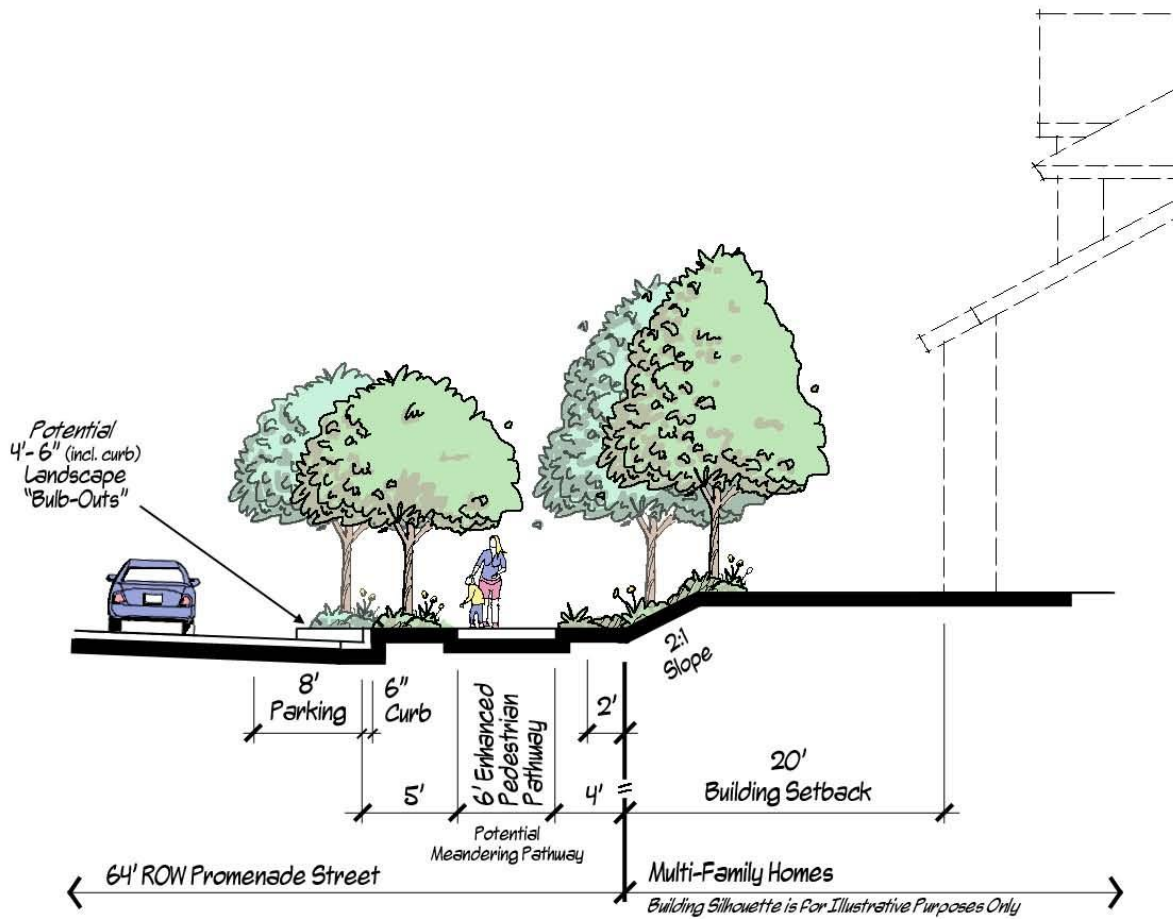 Potential
4'-6" (incl. curb)
Landscape
"Bulb-Outs"
2:1
Slope
8'
Parking
6"
Curb
2'
5'
6' Enhanced
Pedestrian
Pathway
4'
=
20'
Building Setback
Potential
Meandering Pathway
64' ROW Promenade Street
Multi-Family Homes
Building Silhouette is for Illustrative Purposes Only